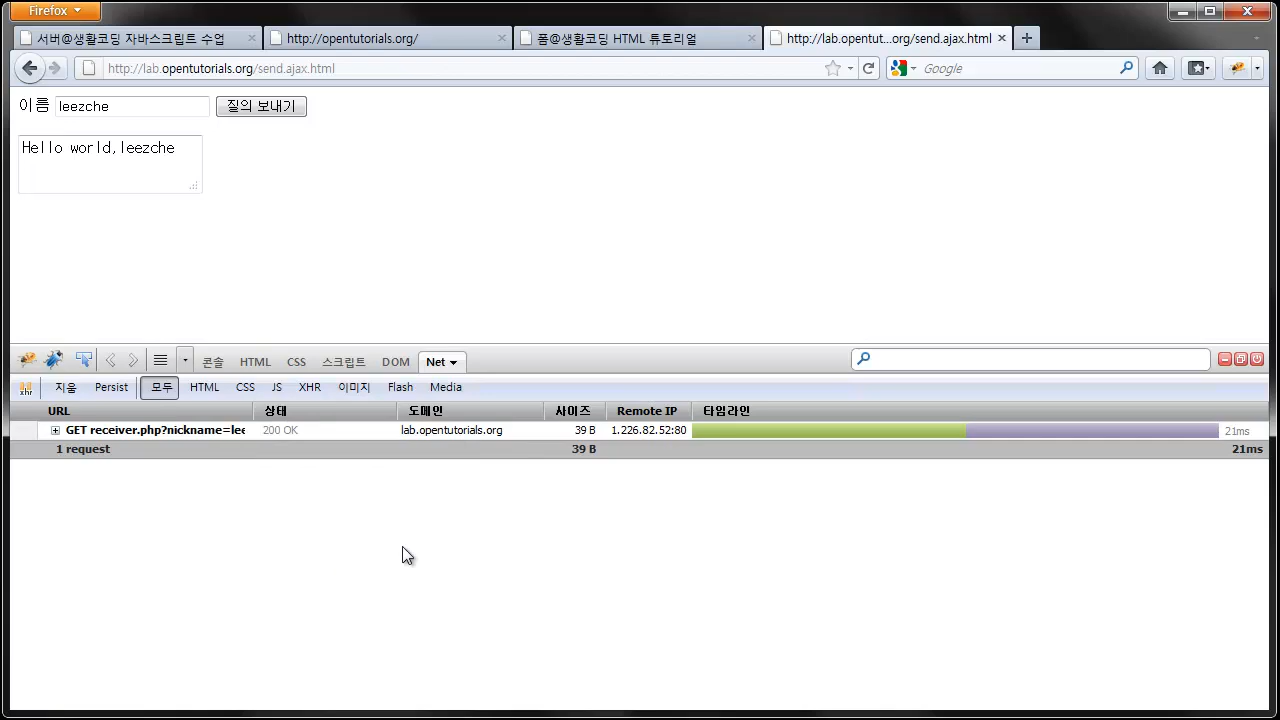 Firefox
서버@생활코딩 자바스크립트 수업
http://opentutorials.org/
폼@생활코딩 HTML 튜토리얼
http://lab.opentut...org/send.ajax.html
http://lab.opentutorials.org/send.ajax.html
Google
이름 leezche 질의 보내기
Hello world,leezche
콘솔 HTML CSS 스크립트 DOM Net
xhr 지움 Persist 모두 HTML CSS JS XHR 이미지 Flash Media
URL 상태 도메인 사이즈 Remote IP 타임라인
GET receiver.php?nickname=lee 200 OK lab.opentutorials.org 39 B 1.226.82.52:80 21ms
1 request 39 B 21ms